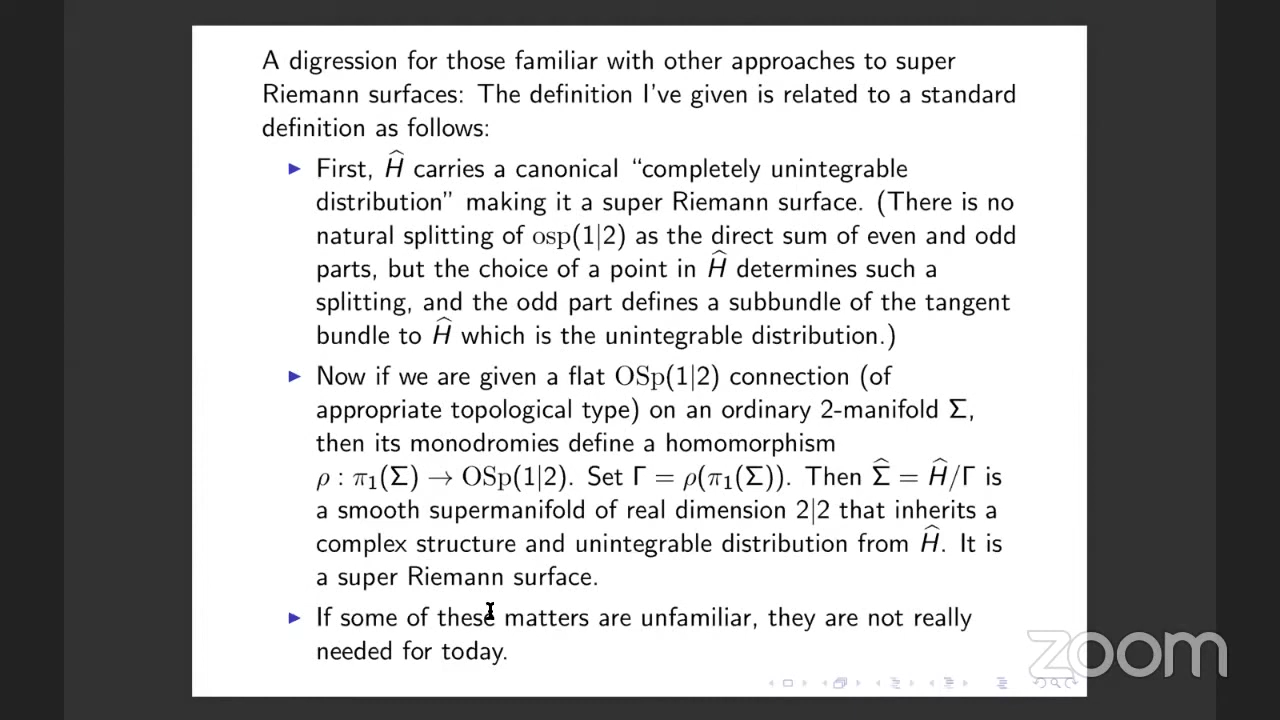 A digression for those familiar with other approaches to super
Riemann surfaces: The definition I've given is related to a standard
definition as follows:
▶ First, Ĥ carries a canonical “completely unintegrable
distribution” making it a super Riemann surface. (There is no
natural splitting of osp(1|2) as the direct sum of even and odd
parts, but the choice of a point in Ĥ determines such a
splitting, and the odd part defines a subbundle of the tangent
bundle to Ĥ which is the unintegrable distribution.)
▶ Now if we are given a flat OSp(1|2) connection (of
appropriate topological type) on an ordinary 2-manifold Σ,
then its monodromies define a homomorphism
ρ : π₁(Σ) → OSp(1|2). Set Γ = ρ(π₁(Σ)). Then Σ̂ = Ĥ/Γ is
a smooth supermanifold of real dimension 2|2 that inherits a
complex structure and unintegrable distribution from Ĥ. It is
a super Riemann surface.
▶ If some of these matters are unfamiliar, they are not really
needed for today.
zoom